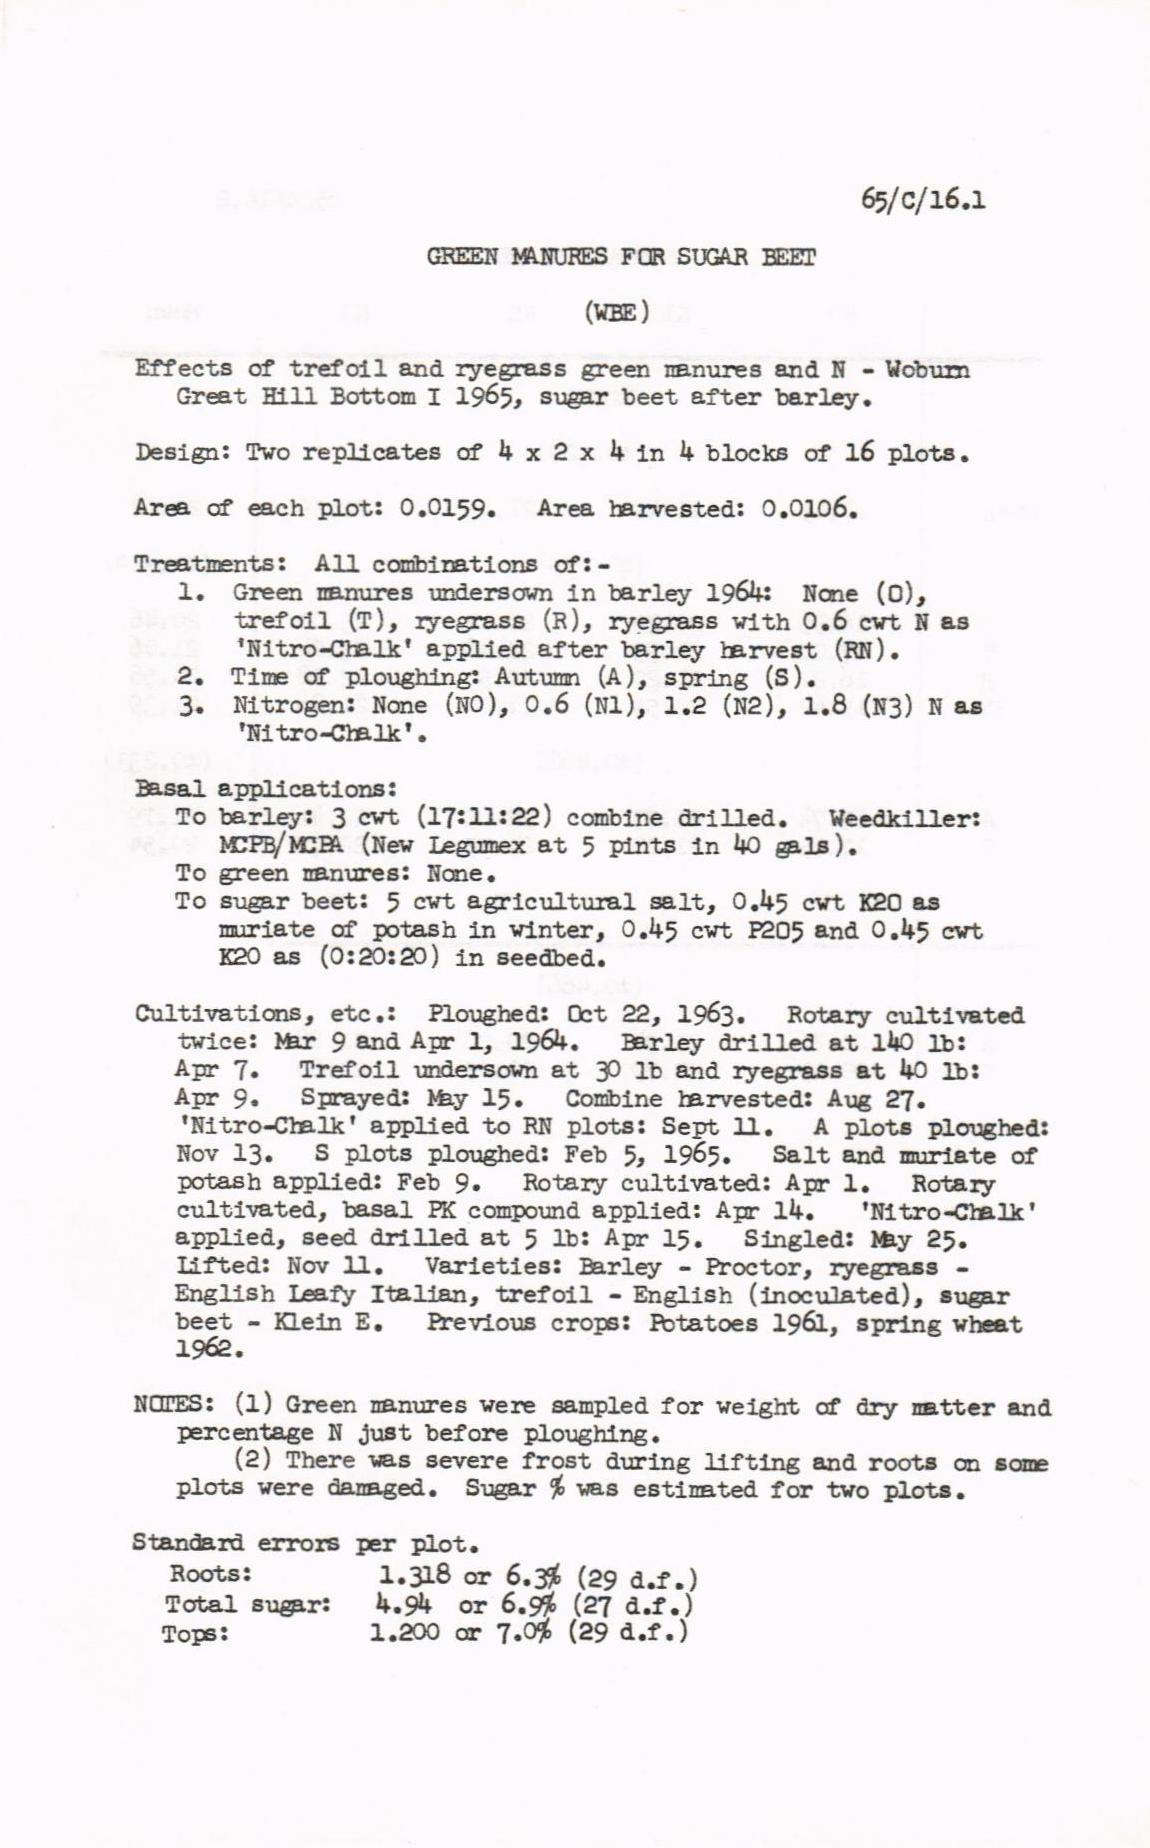 65/C/16.1
GREEN MANURES FOR SUGAR BEET
(WBE)
Effects of trefoil and ryegrass green manures and N - Woburn
Great Hill Bottom I 1965, sugar beet after barley.
Design: Two replicates of 4 x 2 x 4 in 4 blocks of 16 plots.
Area of each plot: 0.0159. Area harvested: 0.0106.
Treatments: All combinations of:-
1. Green manures undersown in barley 1964: None (O),
trefoil (T), ryegrass (R), ryegrass with 0.6 cwt N as
'Nitro-Chalk' applied after barley harvest (RN).
2. Time of ploughing: Autumn (A), spring (S).
3. Nitrogen: None (NO), 0.6 (N1), 1.2 (N2), 1.8 (N3) N as
'Nitro-Chalk'.
Basal applications:
To barley: 3 cwt (17:11:22) combine drilled. Weedkiller:
MCPB/MCPA (New Legumex at 5 pints in 40 gals).
To green manures: None.
To sugar beet: 5 cwt agricultural salt, 0.45 cwt K2O as
muriate of potash in winter, 0.45 cwt P2O5 and 0.45 cwt
K2O as (0:20:20) in seedbed.
Cultivations, etc.: Ploughed: Oct 22, 1963. Rotary cultivated
twice: Mar 9 and Apr 1, 1964. Barley drilled at 140 lb:
Apr 7. Trefoil undersown at 30 lb and ryegrass at 40 lb:
Apr 9. Sprayed: May 15. Combine harvested: Aug 27.
'Nitro-Chalk' applied to RN plots: Sept 11. A plots ploughed:
Nov 13. S plots ploughed: Feb 5, 1965. Salt and muriate of
potash applied: Feb 9. Rotary cultivated: Apr 1. Rotary
cultivated, basal PK compound applied: Apr 14. 'Nitro-Chalk'
applied, seed drilled at 5 lb: Apr 15. Singled: May 25.
Lifted: Nov 11. Varieties: Barley - Proctor, ryegrass -
English Leafy Italian, trefoil - English (inoculated), sugar
beet - Klein E. Previous crops: Potatoes 1961, spring wheat
1962.
NOTES: (1) Green manures were sampled for weight of dry matter and
percentage N just before ploughing.
(2) There was severe frost during lifting and roots on some
plots were damaged. Sugar % was estimated for two plots.
Standard errors per plot.
Roots: 1.318 or 6.3% (29 d.f.)
Total sugar: 4.94 or 6.9% (27 d.f.)
Tops: 1.200 or 7.0% (29 d.f.)